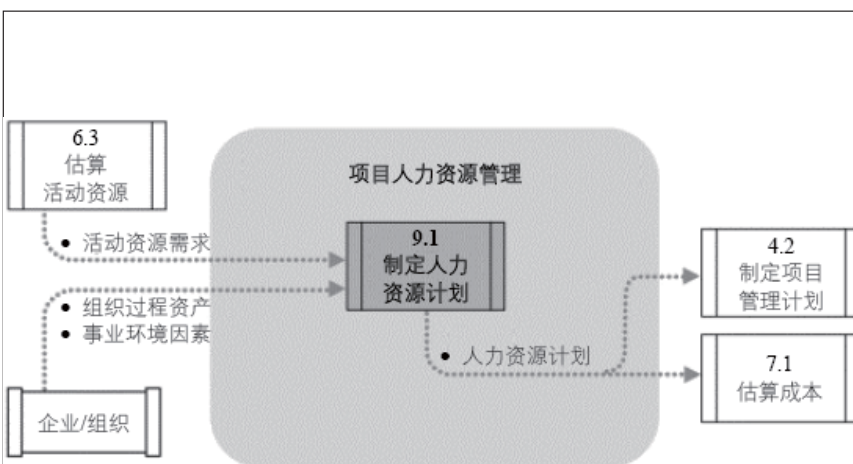 6.3
估算
活动资源
• 活动资源需求
• 组织过程资产
• 事业环境因素
企业/组织
项目人力资源管理
9.1
制定人力
资源计划
• 人力资源计划
4.2
制定项目
管理计划
7.1
估算成本